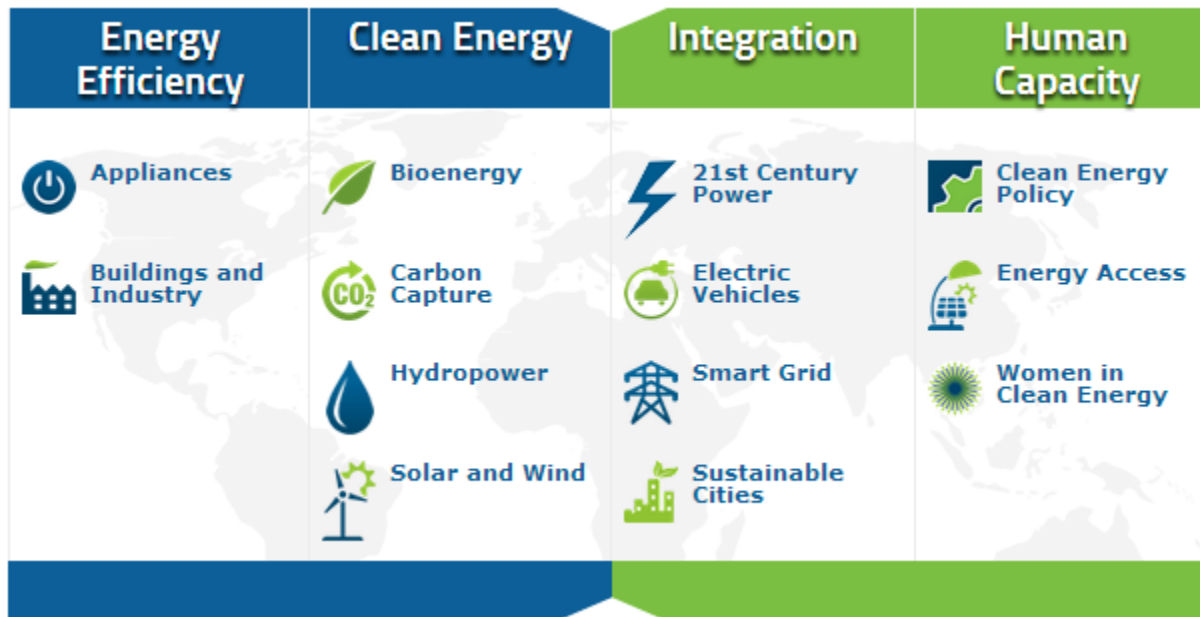 Energy
Efficiency
Clean Energy
Integration
Human
Capacity
Appliances
Buildings and
Industry
Bioenergy
Carbon
Capture
CO₂
Hydropower
Solar and Wind
21st Century
Power
Electric
Vehicles
Smart Grid
Sustainable
Cities
Clean Energy
Policy
Energy Access
Women in
Clean Energy